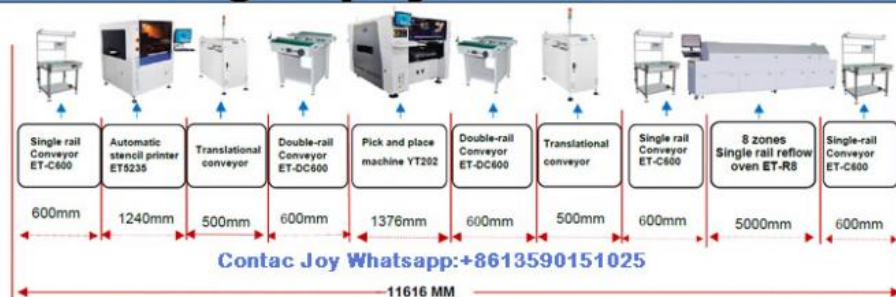 Single rail
Conveyor
ET-C600
Automatic
stencil printer
ET5235
Translational
conveyor
Double-rail
Conveyor
ET-DC600
Pick and place
machine YT202
Double-rail
Conveyor
ET-DC600
Translational
conveyor
Single rail
Conveyor
ET-C600
8 zones
Single rail reflow
oven ET-R8
Single-rail
Conveyor
ET-C600
600mm
1240mm
500mm
600mm
1376mm
600mm
500mm
600mm
5000mm
600mm
Contac Joy Whatsapp:+8613590151025
11616 MM